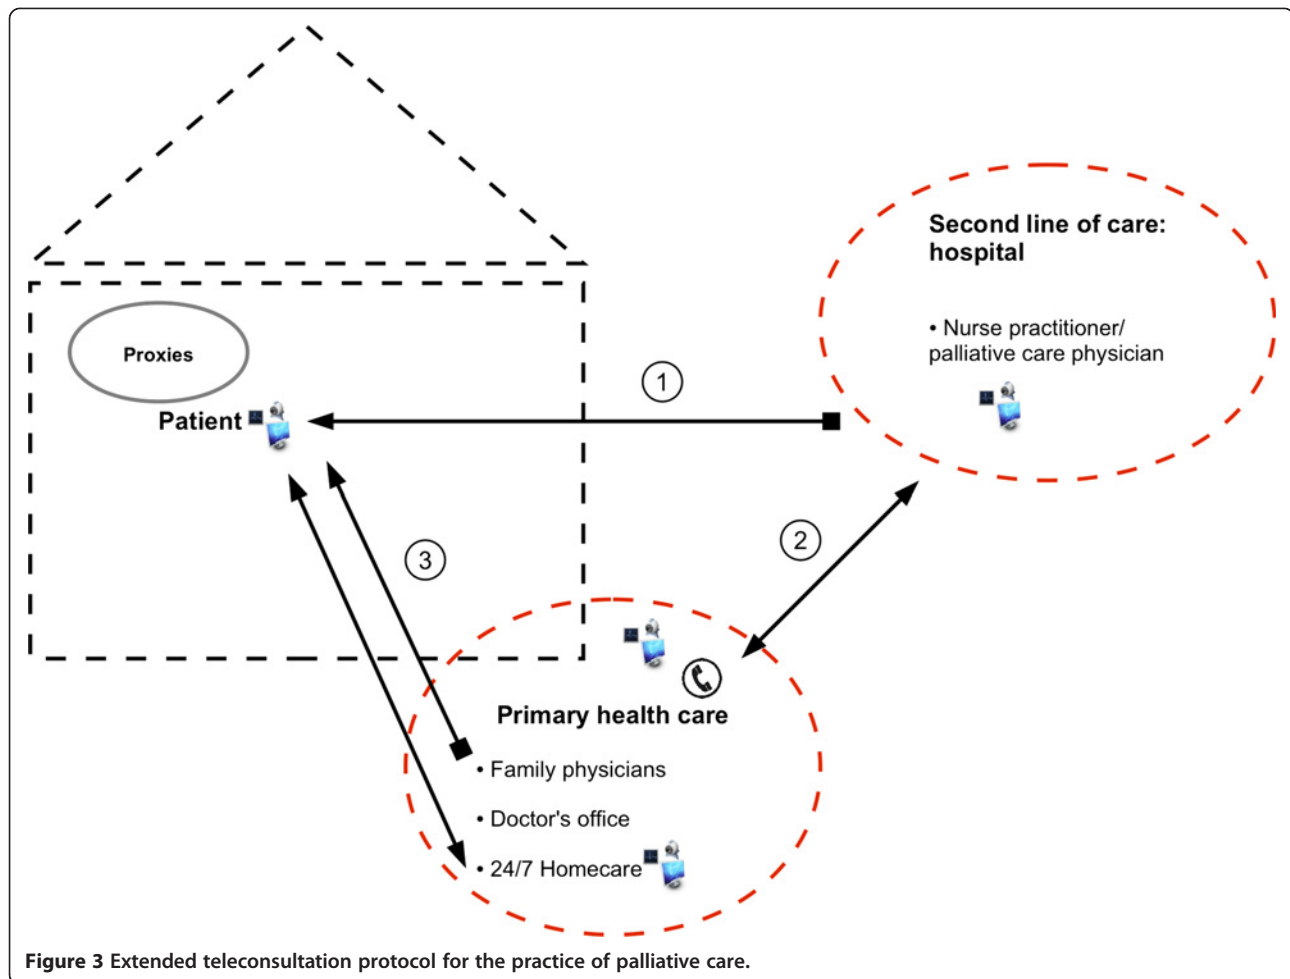 Second line of care:
hospital
• Nurse practitioner/
palliative care physician
Proxies
Patient
1
2
3
Primary health care
• Family physicians
• Doctor's office
• 24/7 Homecare
Figure 3 Extended teleconsultation protocol for the practice of palliative care.